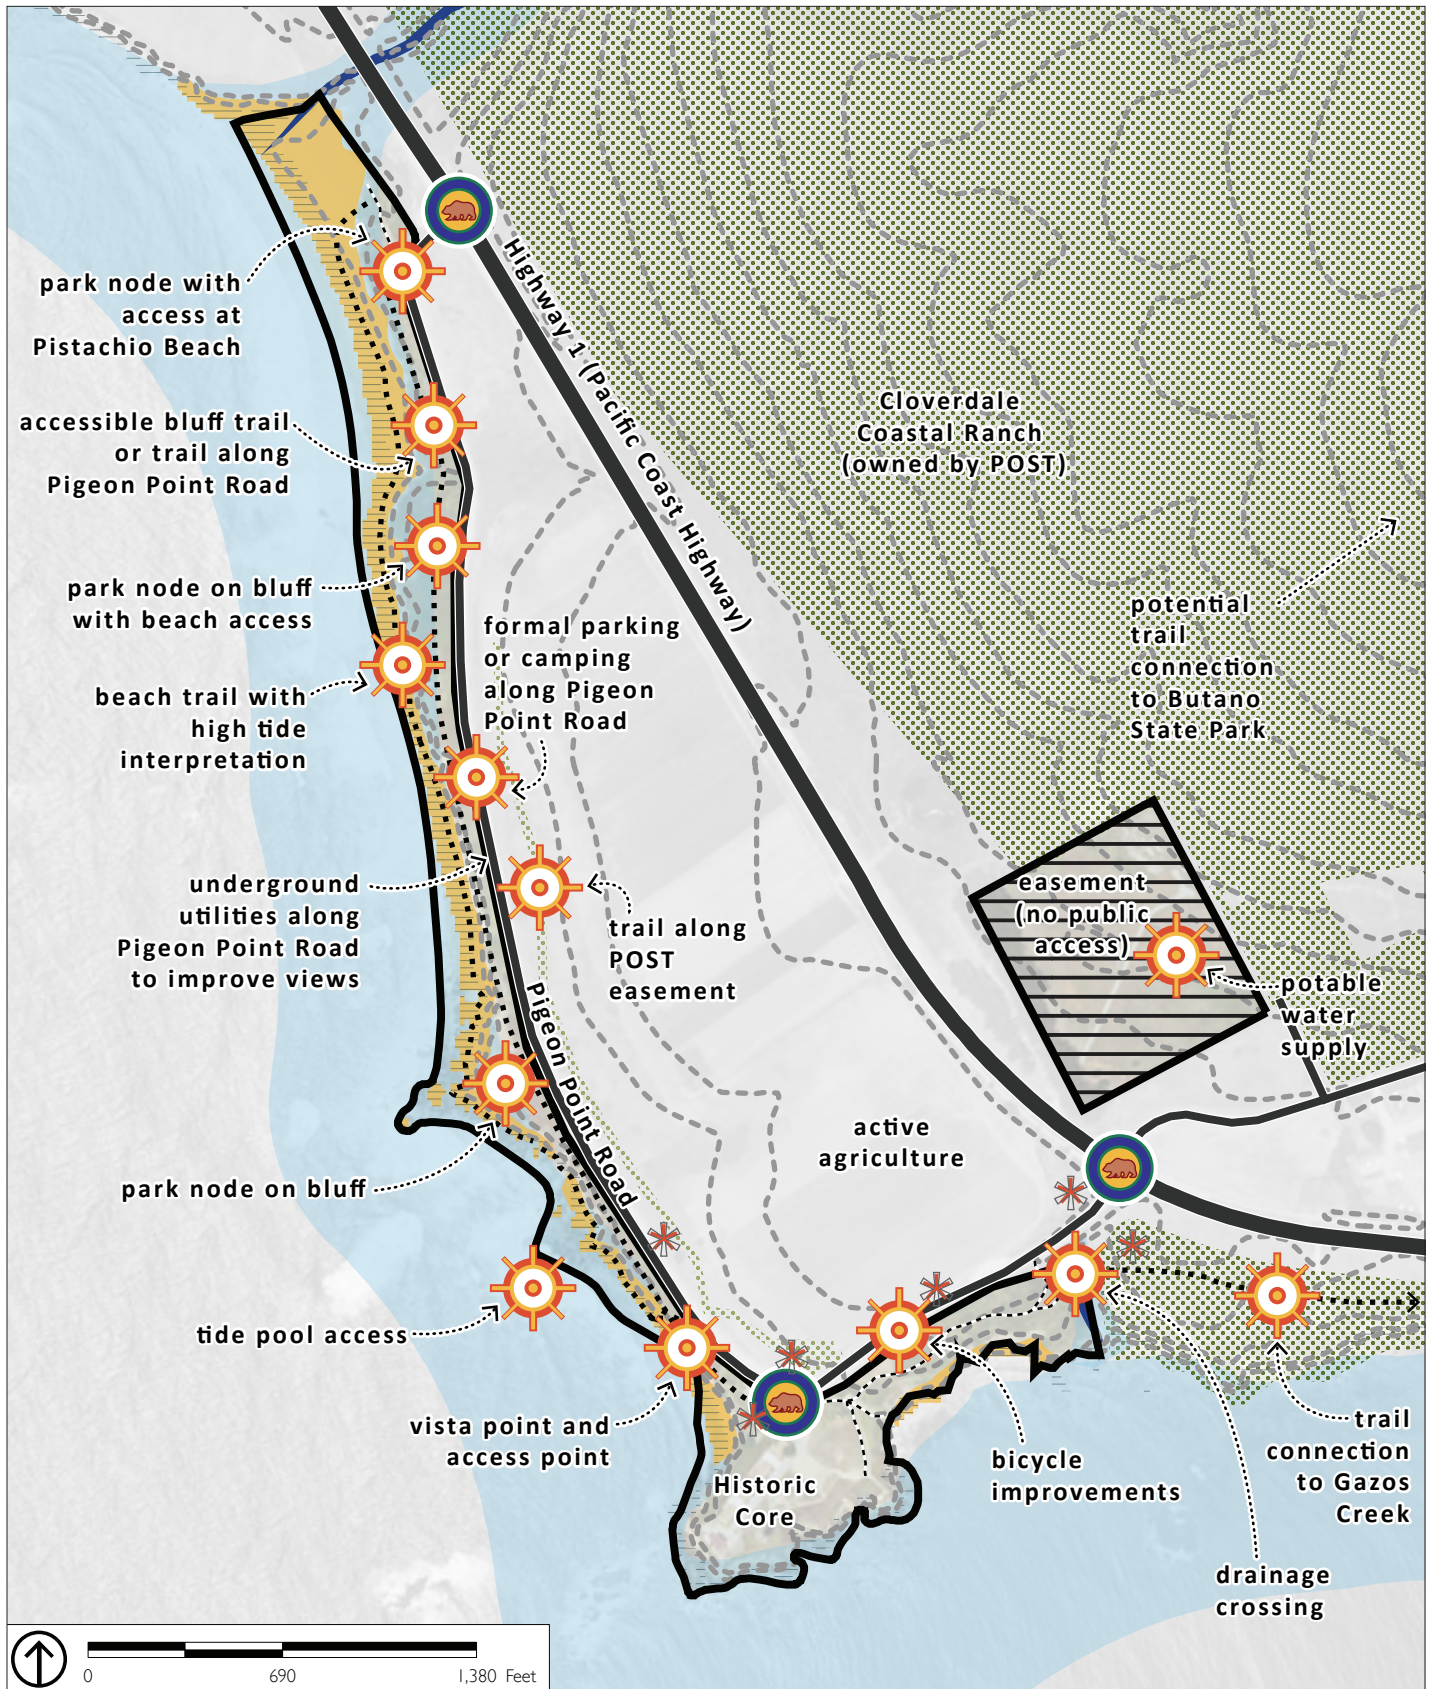 park node with
access at
Pistachio Beach
Highway 1 (Pacific Coast Highway)
accessible bluff trail
or trail along
Pigeon Point Road
Cloverdale
Coastal Ranch
(owned by POST)
park node on bluff
with beach access
formal parking
or camping
along Pigeon
Point Road
potential
trail
connection
to Butano
State Park
beach trail with
high tide
interpretation
underground
utilities along
Pigeon Point Road
to improve views
trail along
POST
easement
easement
(no public
access)
potable
water
supply
Pigeon Point Road
active
agriculture
park node on bluff
tide pool access
vista point and
access point
Historic
Core
bicycle
improvements
trail
connection
to Gazos
Creek
drainage
crossing
0 690 1,380 Feet